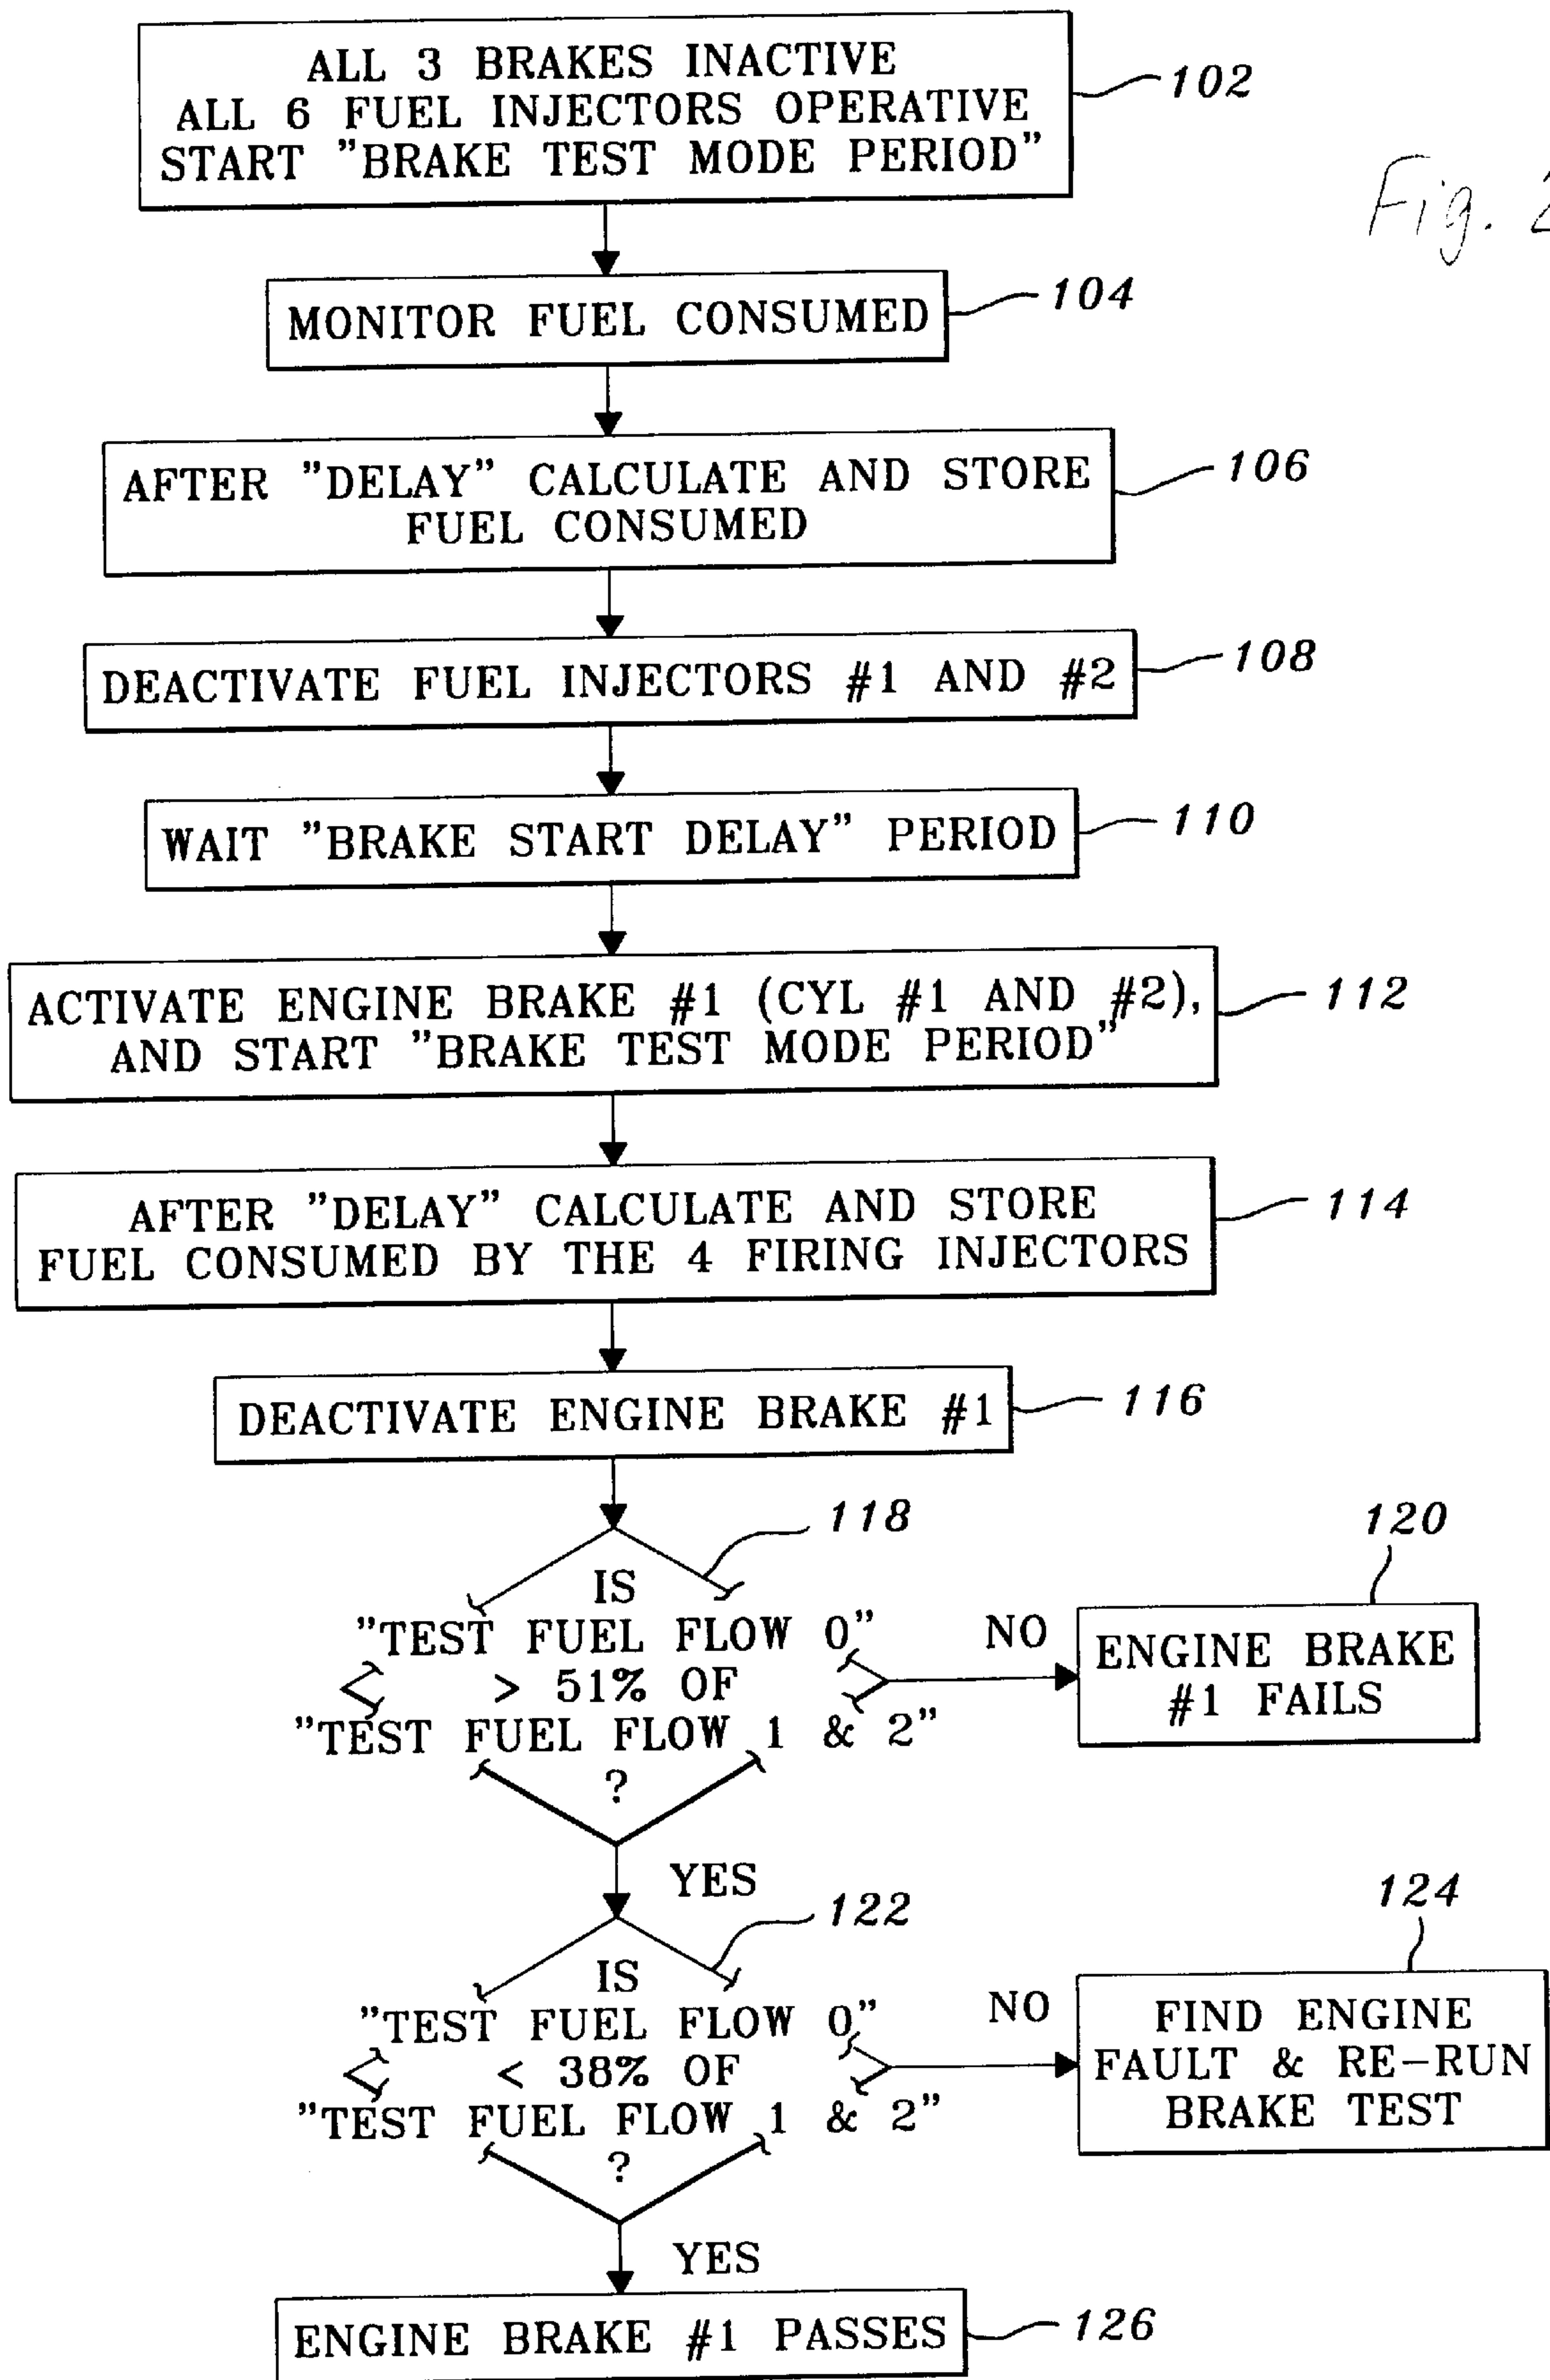 ALL 3 BRAKES INACTIVE
ALL 6 FUEL INJECTORS OPERATIVE
START "BRAKE TEST MODE PERIOD"
102
Fig. 2
MONITOR FUEL CONSUMED
104
AFTER "DELAY" CALCULATE AND STORE
FUEL CONSUMED
106
DEACTIVATE FUEL INJECTORS #1 AND #2
108
WAIT "BRAKE START DELAY" PERIOD
110
ACTIVATE ENGINE BRAKE #1 (CYL #1 AND #2),
AND START "BRAKE TEST MODE PERIOD"
112
AFTER "DELAY" CALCULATE AND STORE
FUEL CONSUMED BY THE 4 FIRING INJECTORS
114
DEACTIVATE ENGINE BRAKE #1
116
118
IS
"TEST FUEL FLOW 0"
> 51% OF
"TEST FUEL FLOW 1 & 2"
?
NO
120
ENGINE BRAKE
#1 FAILS
YES
122
IS
"TEST FUEL FLOW 0"
< 38% OF
"TEST FUEL FLOW 1 & 2"
?
NO
124
FIND ENGINE
FAULT & RE-RUN
BRAKE TEST
YES
ENGINE BRAKE #1 PASSES
126